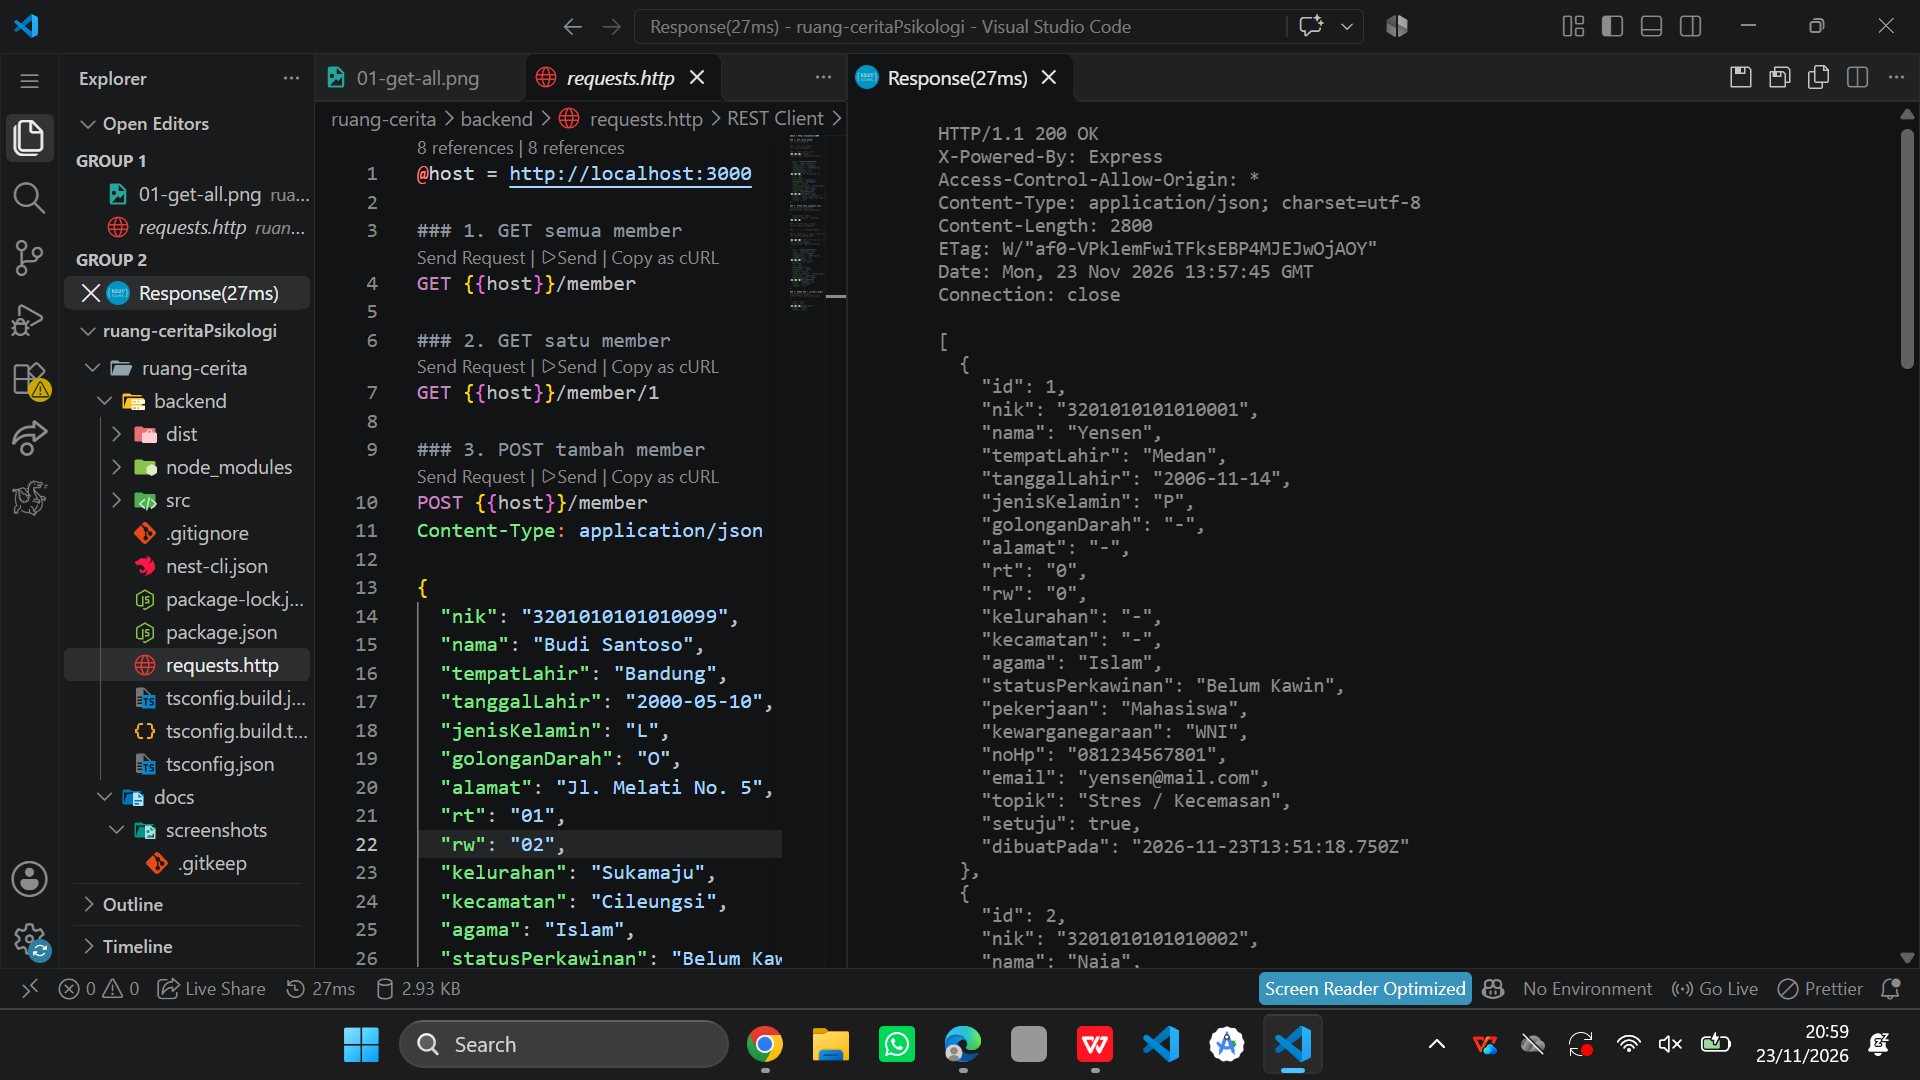 Response(27ms) - ruang-ceritaPsikologi - Visual Studio Code
Explorer
Open Editors
GROUP 1
01-get-all.png rua...
requests.http ruan...
GROUP 2
Response(27ms)
ruang-ceritaPsikologi
ruang-cerita
backend
dist
node_modules
src
.gitignore
nest-cli.json
package-lock.j...
package.json
requests.http
tsconfig.build.j...
tsconfig.build.t...
tsconfig.json
docs
screenshots
.gitkeep
Outline
Timeline
01-get-all.png
requests.http
ruang-cerita > backend > requests.http > REST Client >
8 references | 8 references
1 @host = http://localhost:3000
2
3 ### 1. GET semua member
Send Request | ▷Send | Copy as cURL
4 GET {{host}}/member
5
6 ### 2. GET satu member
Send Request | ▷Send | Copy as cURL
7 GET {{host}}/member/1
8
9 ### 3. POST tambah member
Send Request | ▷Send | Copy as cURL
10 POST {{host}}/member
11 Content-Type: application/json
12
13 {
14 "nik": "3201010101010099",
15 "nama": "Budi Santoso",
16 "tempatLahir": "Bandung",
17 "tanggalLahir": "2000-05-10",
18 "jenisKelamin": "L",
19 "golonganDarah": "O",
20 "alamat": "Jl. Melati No. 5",
21 "rt": "01",
22 "rw": "02",
23 "kelurahan": "Sukamaju",
24 "kecamatan": "Cileungsi",
25 "agama": "Islam",
26 "statusPerkawinan": "Belum Kaw
Response(27ms)
HTTP/1.1 200 OK
X-Powered-By: Express
Access-Control-Allow-Origin: *
Content-Type: application/json; charset=utf-8
Content-Length: 2800
ETag: W/"af0-VPklemFwiTFksEBP4MJEJwOjAOY"
Date: Mon, 23 Nov 2026 13:57:45 GMT
Connection: close
[
{
"id": 1,
"nik": "3201010101010001",
"nama": "Yensen",
"tempatLahir": "Medan",
"tanggalLahir": "2006-11-14",
"jenisKelamin": "P",
"golonganDarah": "-",
"alamat": "-",
"rt": "0",
"rw": "0",
"kelurahan": "-",
"kecamatan": "-",
"agama": "Islam",
"statusPerkawinan": "Belum Kawin",
"pekerjaan": "Mahasiswa",
"kewarganegaraan": "WNI",
"noHp": "081234567801",
"email": "yensen@mail.com",
"topik": "Stres / Kecemasan",
"setuju": true,
"dibuatPada": "2026-11-23T13:51:18.750Z"
},
{
"id": 2,
"nik": "3201010101010002",
"nama": "Naia",
0 0 Live Share 27ms 2.93 KB
Screen Reader Optimized No Environment Go Live Prettier
Search
20:59
23/11/2026